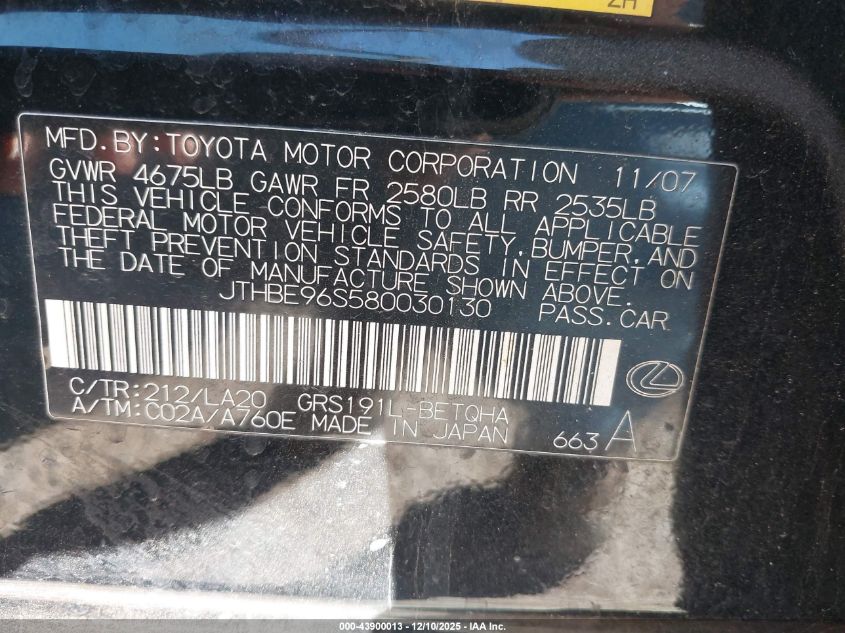 2H
MFD.BY:TOYOTA MOTOR CORPORATION 11/07
GVWR 4675LB GAWR FR 2580LB RR 2535LB
THIS VEHICLE CONFORMS TO ALL APPLICABLE
FEDERAL MOTOR VEHICLE SAFETY, BUMPER, AND
THEFT PREVENTION STANDARDS IN EFFECT ON
THE DATE OF MANUFACTURE SHOWN ABOVE.
JTHBE96S580030130 PASS.CAR
C/TR:212/LA20 GRS191L-BETQHA
A/TM:C02A/A760E MADE IN JAPAN 663 A
000-43900013 - 12/10/2025 - IAA Inc.